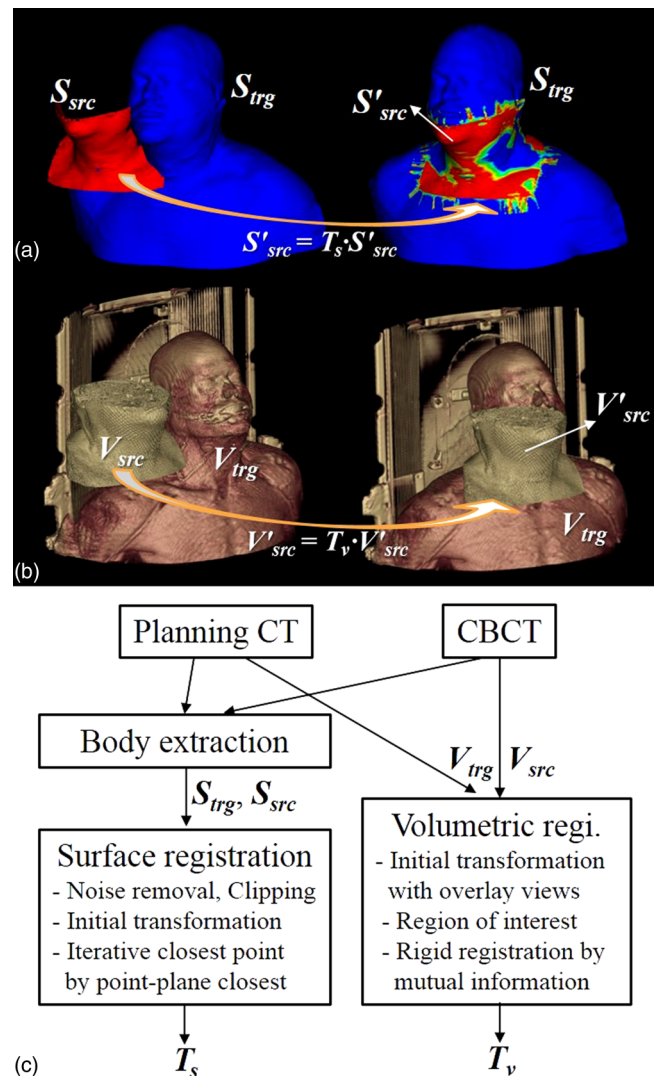 S_src
S_trg
S'_src
S_trg
S'_src = T_s·S'_src
(a)
V_src
V_trg
V'_src
V_trg
V'_src = T_v·V'_src
(b)
Planning CT
CBCT
Body extraction
V_trg
V_src
S_trg, S_src
Surface registration
- Noise removal, Clipping
- Initial transformation
- Iterative closest point
by point-plane closest
Volumetric regi.
- Initial transformation
with overlay views
- Region of interest
- Rigid registration by
mutual information
T_s
T_v
(c)